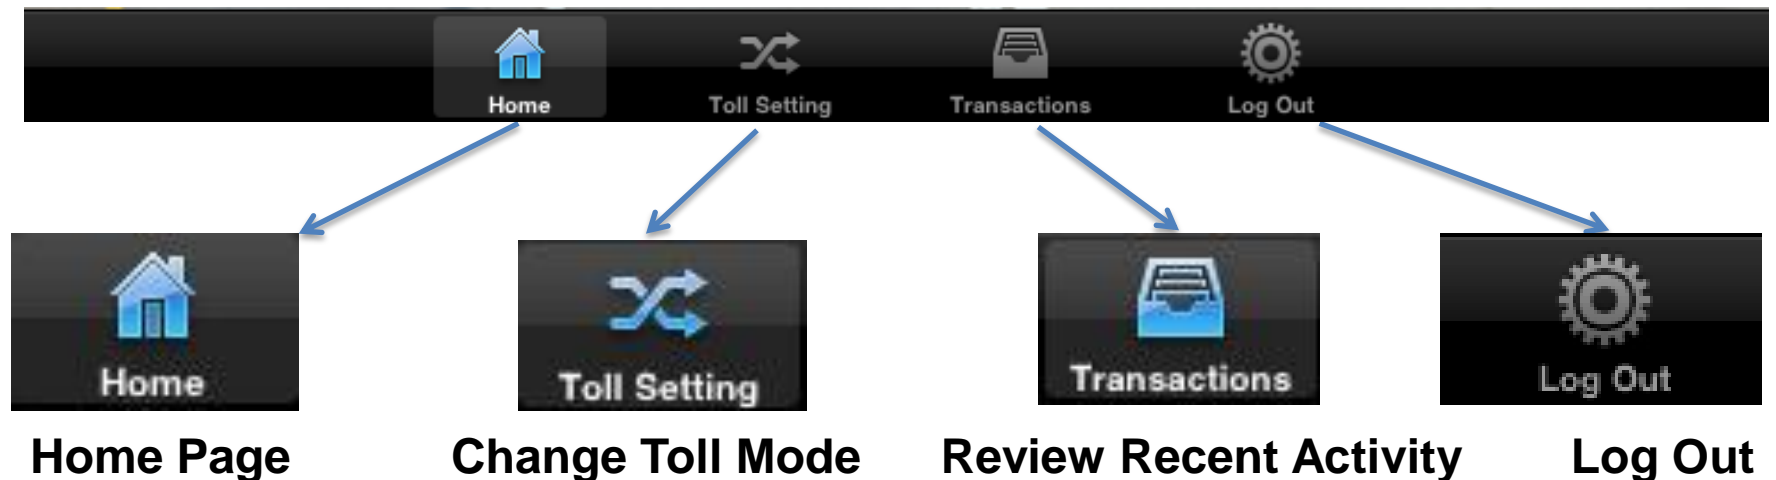 Home Toll Setting Transactions Log Out
Home Toll Setting Transactions Log Out
Home Page Change Toll Mode Review Recent Activity Log Out